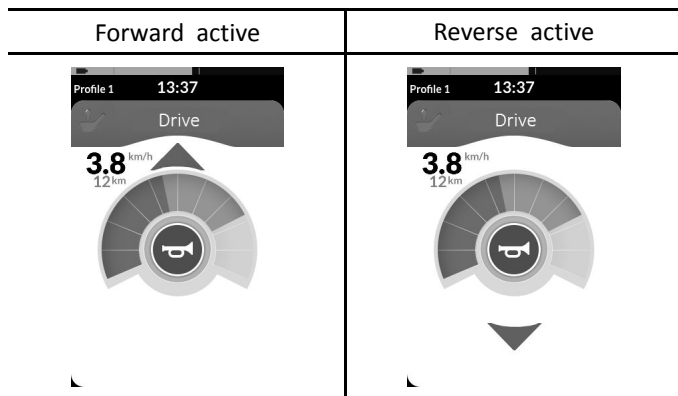 Forward active
Reverse active
Profile 1 13:37
Drive
3.8 km/h
12 km
Profile 1 13:37
Drive
3.8 km/h
12 km